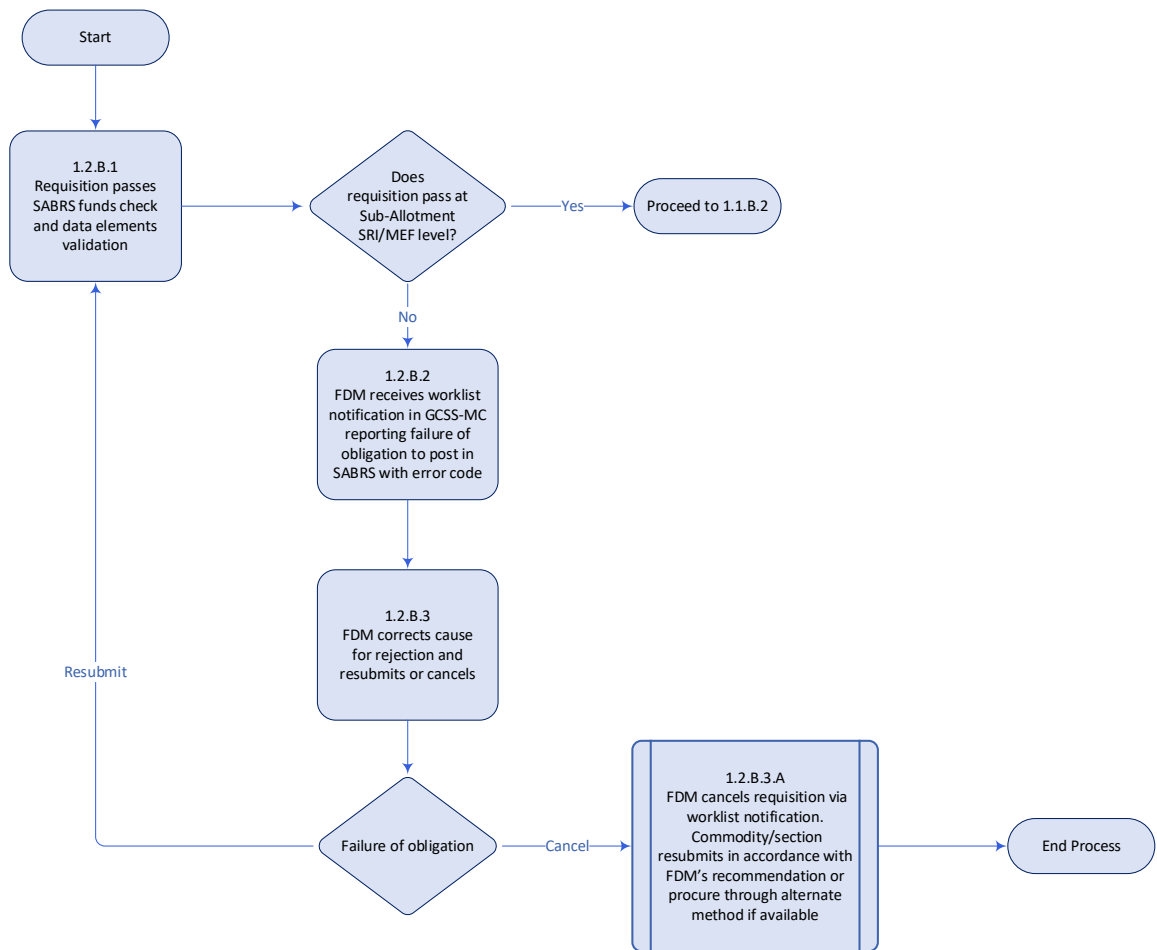 Start
1.2.B.1
Requisition passes
SABRS funds check
and data elements
validation
Does
requisition pass at
Sub-Allotment
SRI/MEF level?
Yes
Proceed to 1.1.B.2
No
1.2.B.2
FDM receives worklist
notification in GCSS-MC
reporting failure of
obligation to post in
SABRS with error code
1.2.B.3
FDM corrects cause
for rejection and
resubmits or cancels
Resubmit
Failure of obligation
Cancel
1.2.B.3.A
FDM cancels requisition via
worklist notification.
Commodity/section
resubmits in accordance with
FDM’s recommendation or
procure through alternate
method if available
End Process